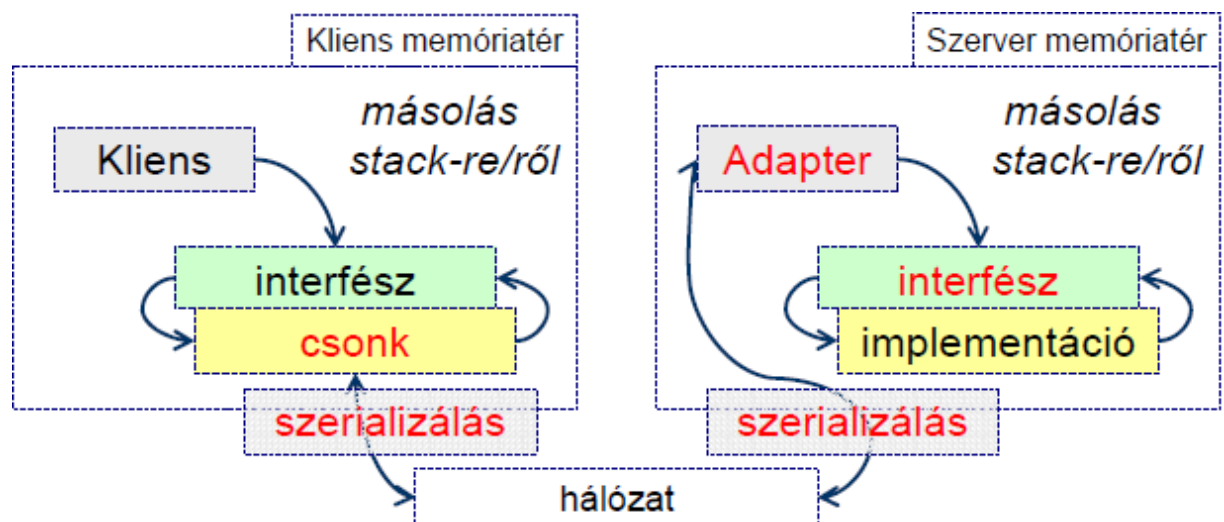 Kliens memóriatér
másolás
stack-re/ről
Kliens
interfész
csonk
szerializálás
Szerver memóriatér
másolás
stack-re/ről
Adapter
interfész
implementáció
szerializálás
hálózat